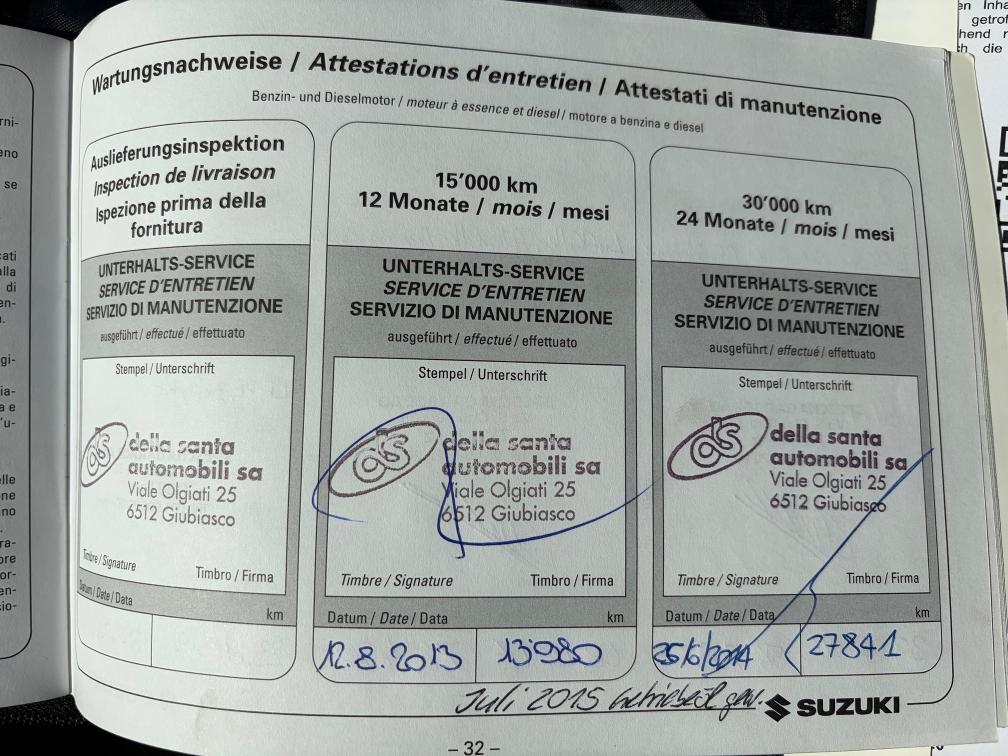 Wartungsnachweise / Attestations d'entretien / Attestati di manutenzione
Benzin- und Dieselmotor / moteur à essence et diesel / motore a benzina e diesel
Auslieferungsinspektion
Inspection de livraison
Ispezione prima della
fornitura
UNTERHALTS-SERVICE
SERVICE D'ENTRETIEN
SERVIZIO DI MANUTENZIONE
ausgeführt / effectué / effettuato
Stempel / Unterschrift
ds
della santa
automobili sa
Viale Olgiati 25
6512 Giubiasco
Timbre / Signature
Timbro / Firma
Datum / Date / Data
km
15'000 km
12 Monate / mois / mesi
UNTERHALTS-SERVICE
SERVICE D'ENTRETIEN
SERVIZIO DI MANUTENZIONE
ausgeführt / effectué / effettuato
Stempel / Unterschrift
ds
della santa
automobili sa
Viale Olgiati 25
6512 Giubiasco
Timbre / Signature
Timbro / Firma
Datum / Date / Data
km
12.8.2013
13980
30'000 km
24 Monate / mois / mesi
UNTERHALTS-SERVICE
SERVICE D'ENTRETIEN
SERVIZIO DI MANUTENZIONE
ausgeführt / effectué / effettuato
Stempel / Unterschrift
ds
della santa
automobili sa
Viale Olgiati 25
6512 Giubiasco
Timbre / Signature
Timbro / Firma
Datum / Date / Data
km
25/6/2014
27841
Juli 2015 Getriebeöl gew.
SUZUKI
– 32 –